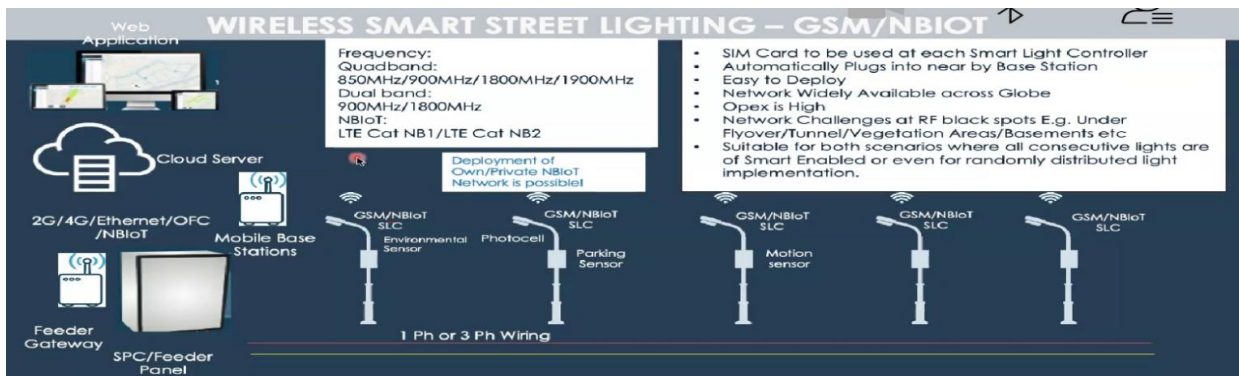 WIRELESS SMART STREET LIGHTING – GSM/NBIOT
Web
Application
Frequency:
Quadband:
850MHz/900MHz/1800MHz/1900MHz
Dual band:
900MHz/1800MHz
NBIoT:
LTE Cat NB1/LTE Cat NB2
• SIM Card to be used at each Smart Light Controller
• Automatically Plugs into near by Base Station
• Easy to Deploy
• Network Widely Available across Globe
• Opex is High
• Network Challenges at RF black spots E.g. Under
Flyover/Tunnel/Vegetation Areas/Basements etc
• Suitable for both scenarios where all consecutive lights are
of Smart Enabled or even for randomly distributed light
implementation.
Cloud Server
Deployment of
Own/Private NBIoT
Network is possible!
2G/4G/Ethernet/OFC
/NBIoT
Mobile Base
Stations
GSM/NBIoT
SLC
Environmental
Sensor
Photocell
GSM/NBIoT
SLC
Parking
Sensor
GSM/NBIoT
SLC
Motion
sensor
GSM/NBIoT
SLC
GSM/NBIoT
SLC
Feeder
Gateway
SPC/Feeder
Panel
1 Ph or 3 Ph Wiring